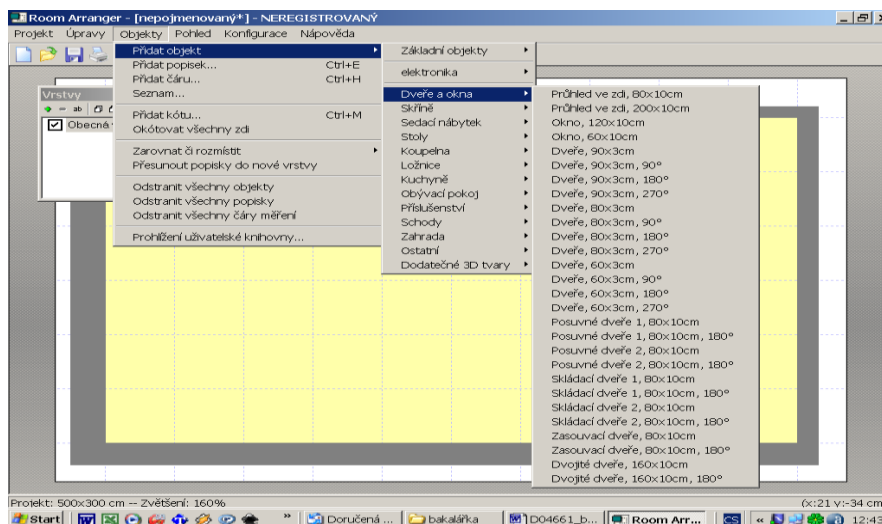 Room Arranger - [nepojmenovaný*] - NEREGISTROVANÝ
Projekt Úpravy Objekty Pohled Konfigurace Nápověda
Vrstvy
ab
Obecná
Přidat objekt
Přidat popisek... Ctrl+E
Přidat čáru... Ctrl+H
Seznam...
Přidat kótu... Ctrl+M
Okótovat všechny zdi
Zarovnat či rozmístit
Přesunout popisky do nové vrstvy
Odstranit všechny objekty
Odstranit všechny popisky
Odstranit všechny čáry měření
Prohlížení uživatelské knihovny...
Základní objekty
elektronika
Dveře a okna
Skříně
Sedací nábytek
Stoly
Koupelna
Ložnice
Kuchyně
Obývací pokoj
Příslušenství
Schody
Zahrada
Ostatní
Dodatečné 3D tvary
Průhled ve zdi, 80x10cm
Průhled ve zdi, 200x10cm
Okno, 120x10cm
Okno, 60x10cm
Dveře, 90x3cm
Dveře, 90x3cm, 90°
Dveře, 90x3cm, 180°
Dveře, 90x3cm, 270°
Dveře, 80x3cm
Dveře, 80x3cm, 90°
Dveře, 80x3cm, 180°
Dveře, 80x3cm, 270°
Dveře, 60x3cm
Dveře, 60x3cm, 90°
Dveře, 60x3cm, 180°
Dveře, 60x3cm, 270°
Posuvné dveře 1, 80x10cm
Posuvné dveře 1, 80x10cm, 180°
Posuvné dveře 2, 80x10cm
Posuvné dveře 2, 80x10cm, 180°
Skládací dveře 1, 80x10cm
Skládací dveře 1, 80x10cm, 180°
Skládací dveře 2, 80x10cm
Skládací dveře 2, 80x10cm, 180°
Zasouvací dveře, 80x10cm
Zasouvací dveře, 80x10cm, 180°
Dvojité dveře, 160x10cm
Dvojité dveře, 160x10cm, 180°
Projekt: 500x300 cm -- Zvětšení: 160% (x:21 y:-34 cm
Start » Doručená ... bakalářka D04661_b... Room Arr... CS « 12:4